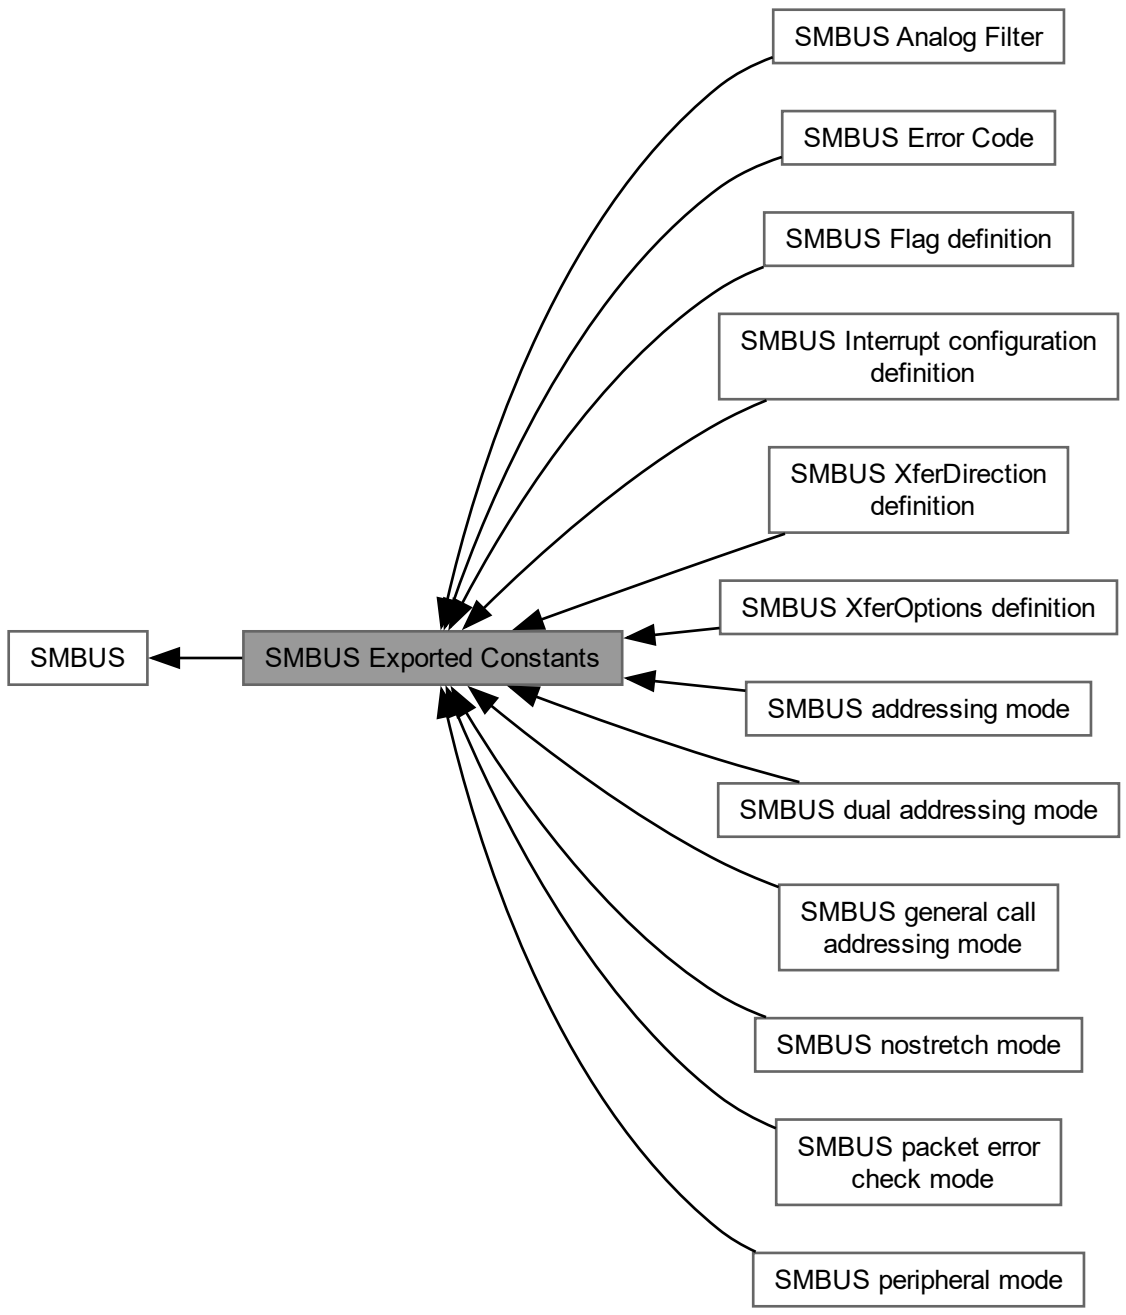 SMBUS Analog Filter
SMBUS Error Code
SMBUS Flag definition
SMBUS Interrupt configuration
definition
SMBUS XferDirection
definition
SMBUS XferOptions definition
SMBUS
SMBUS Exported Constants
SMBUS addressing mode
SMBUS dual addressing mode
SMBUS general call
addressing mode
SMBUS nostretch mode
SMBUS packet error
check mode
SMBUS peripheral mode